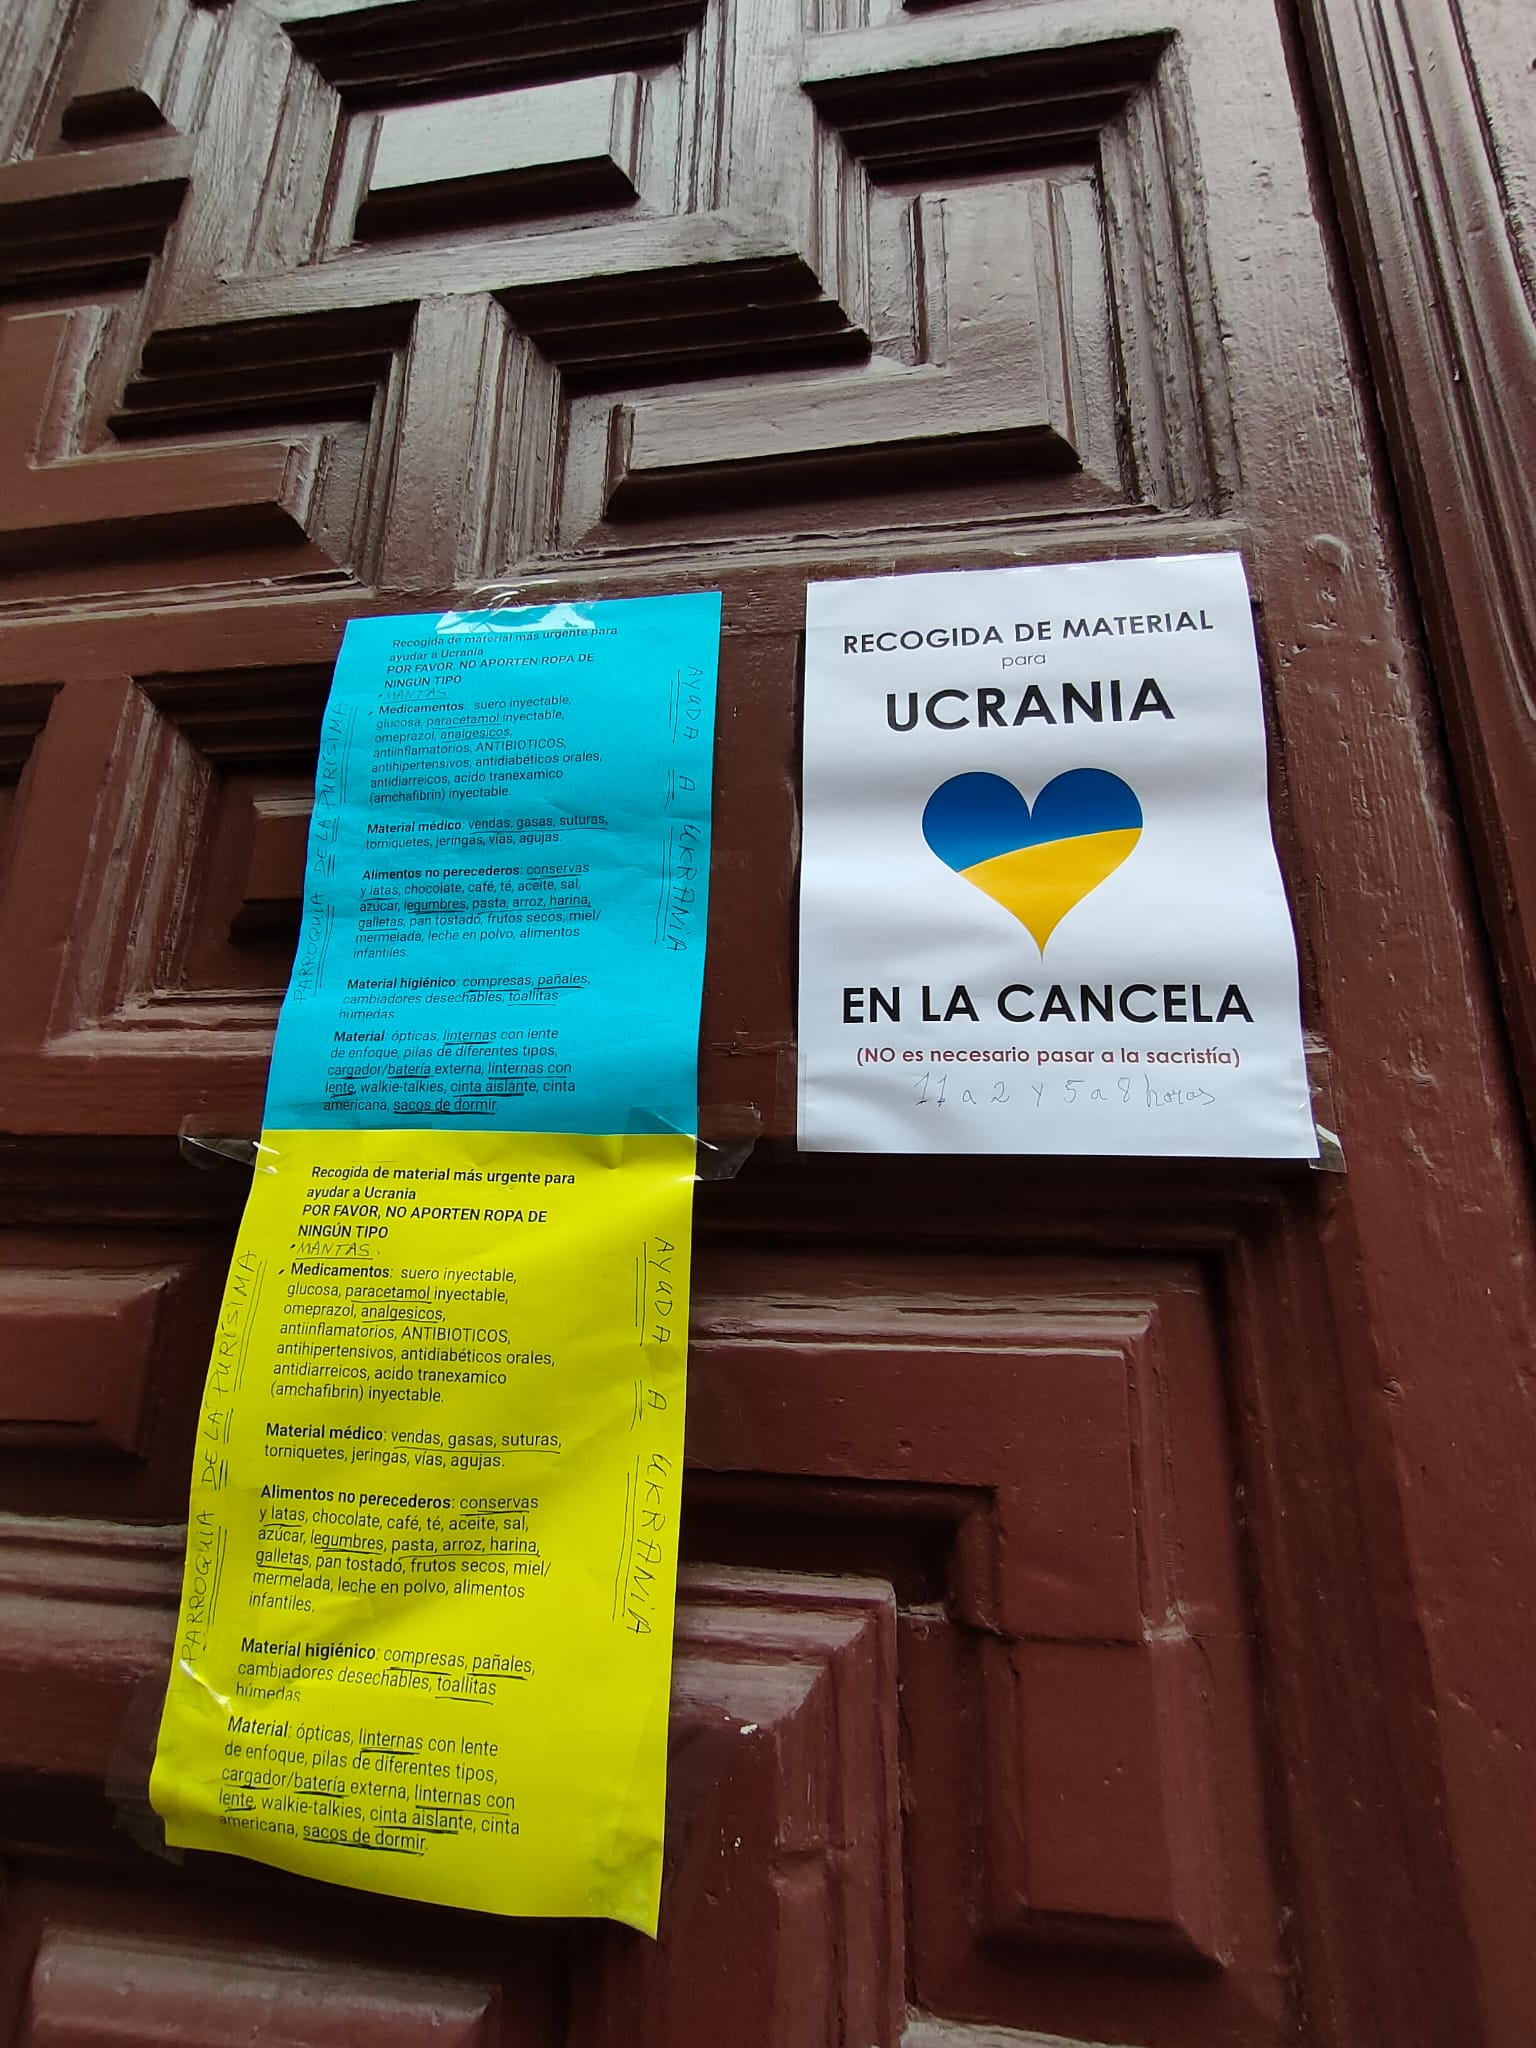 Recogida de material más urgente para
ayudar a Ucrania
POR FAVOR, NO APORTEN ROPA DE
NINGÚN TIPO
• MANTAS
Medicamentos: suero inyectable,
glucosa, paracetamol inyectable,
omeprazol, analgesicos,
antiinflamatorios, ANTIBIOTICOS,
antihipertensivos, antidiabéticos orales,
antidiarreicos, acido tranexamico
(amchafibrin) inyectable.
Material médico: vendas, gasas, suturas,
torniquetes, jeringas, vías, agujas.
Alimentos no perecederos: conservas
y latas, chocolate, café, té, aceite, sal,
azúcar, legumbres, pasta, arroz, harina,
galletas, pan tostado, frutos secos, miel/
mermelada, leche en polvo, alimentos
infantiles.
Material higiénico: compresas, pañales,
cambiadores desechables, toallitas
húmedas
Material: ópticas, linternas con lente
de enfoque, pilas de diferentes tipos,
cargador/batería externa, linternas con
lente, walkie-talkies, cinta aislante, cinta
americana, sacos de dormir.
PARROQUIA DE LA PURÍSIMA
AYUDA A UKRANIA
RECOGIDA DE MATERIAL
para
UCRANIA
EN LA CANCELA
(NO es necesario pasar a la sacristía)
11 a 2 y 5 a 8 horas
Recogida de material más urgente para
ayudar a Ucrania
POR FAVOR, NO APORTEN ROPA DE
NINGÚN TIPO
• MANTAS.
Medicamentos: suero inyectable,
glucosa, paracetamol inyectable,
omeprazol, analgesicos,
antiinflamatorios, ANTIBIOTICOS,
antihipertensivos, antidiabéticos orales,
antidiarreicos, acido tranexamico
(amchafibrin) inyectable.
Material médico: vendas, gasas, suturas,
torniquetes, jeringas, vías, agujas.
Alimentos no perecederos: conservas
y latas, chocolate, café, té, aceite, sal,
azúcar, legumbres, pasta, arroz, harina,
galletas, pan tostado, frutos secos, miel/
mermelada, leche en polvo, alimentos
infantiles.
Material higiénico: compresas, pañales,
cambiadores desechables, toallitas
húmedas
Material: ópticas, linternas con lente
de enfoque, pilas de diferentes tipos,
cargador/batería externa, linternas con
lente, walkie-talkies, cinta aislante, cinta
americana, sacos de dormir.
PARROQUIA DE LA PURÍSIMA
AYUDA A UKRANIA